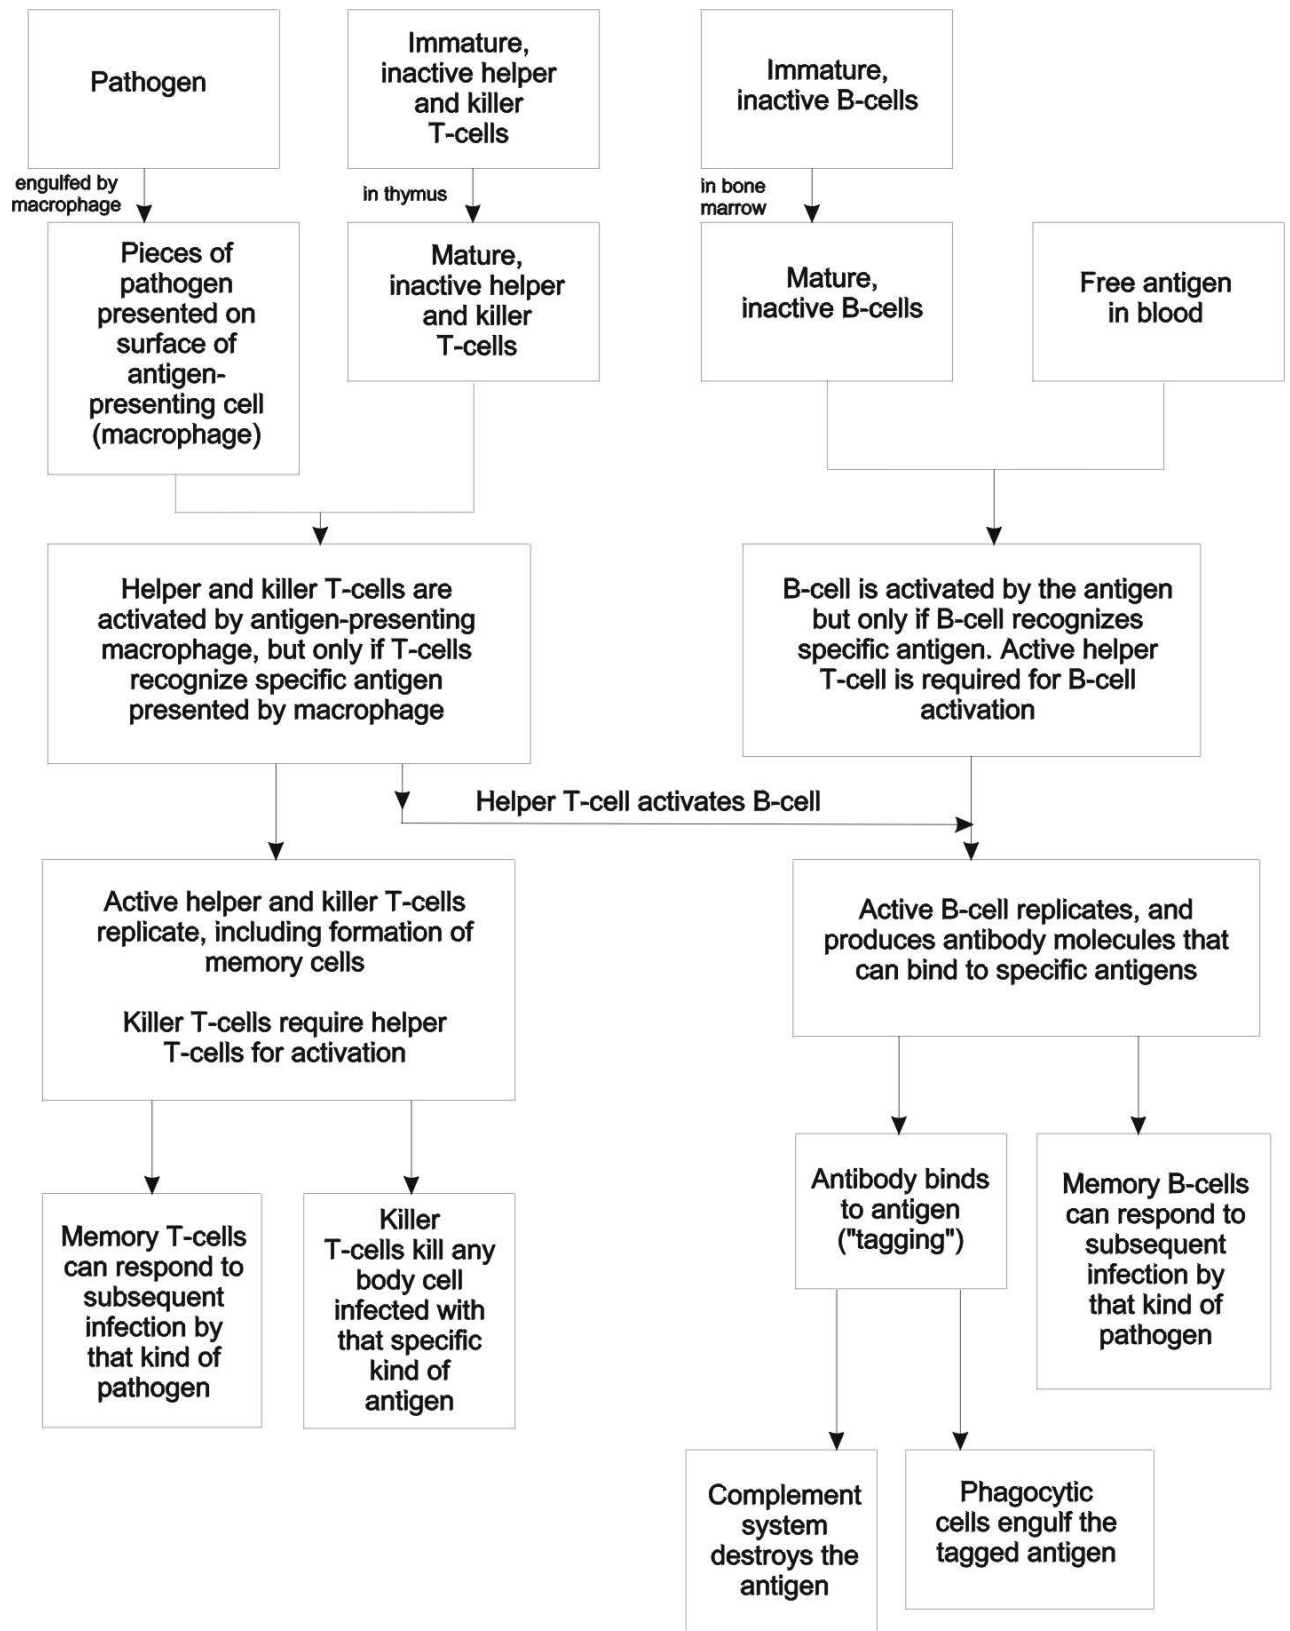 Pathogen
Immature,
inactive helper
and killer
T-cells
Immature,
inactive B-cells
engulfed by
macrophage
in thymus
in bone
marrow
Pieces of
pathogen
presented on
surface of
antigen-
presenting cell
(macrophage)
Mature,
inactive helper
and killer
T-cells
Mature,
inactive B-cells
Free antigen
in blood
Helper and killer T-cells are
activated by antigen-presenting
macrophage, but only if T-cells
recognize specific antigen
presented by macrophage
B-cell is activated by the antigen
but only if B-cell recognizes
specific antigen. Active helper
T-cell is required for B-cell
activation
Helper T-cell activates B-cell
Active helper and killer T-cells
replicate, including formation of
memory cells
Killer T-cells require helper
T-cells for activation
Active B-cell replicates, and
produces antibody molecules that
can bind to specific antigens
Memory T-cells
can respond to
subsequent
infection by
that kind of
pathogen
Killer
T-cells kill any
body cell
infected with
that specific
kind of
antigen
Antibody binds
to antigen
("tagging")
Memory B-cells
can respond to
subsequent
infection by
that kind of
pathogen
Complement
system
destroys the
antigen
Phagocytic
cells engulf the
tagged antigen